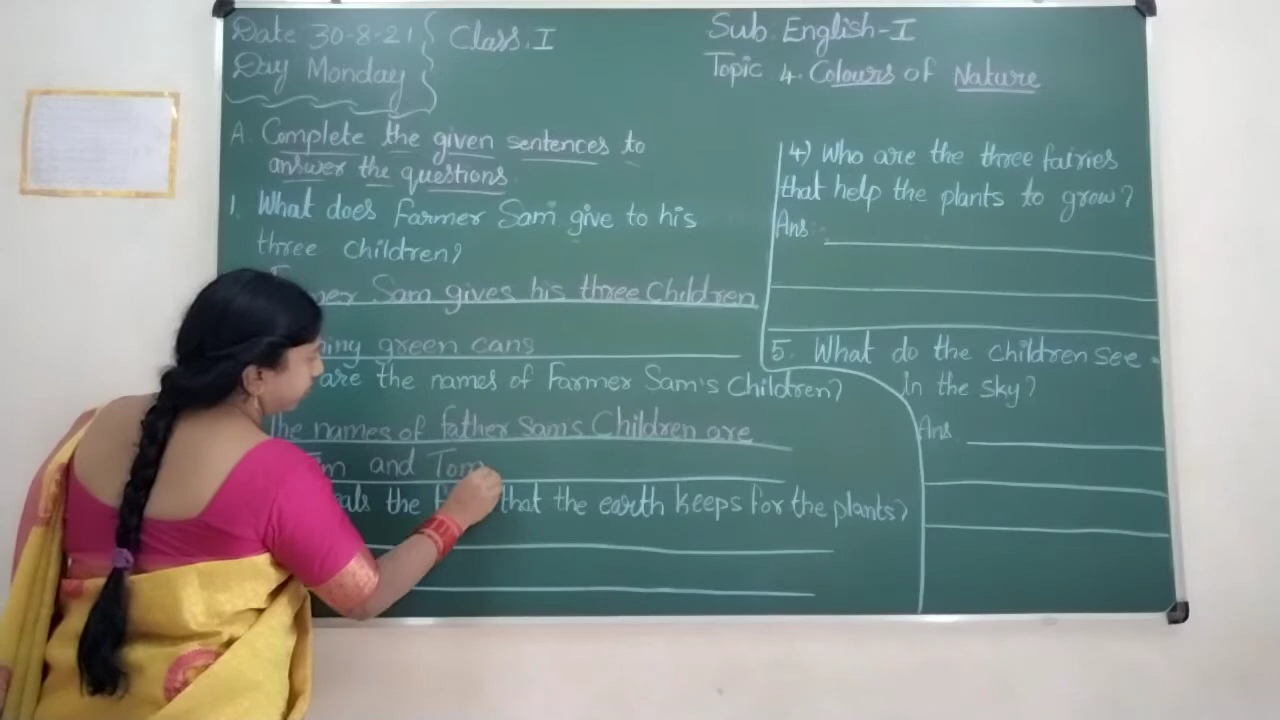 Date 30-8-21
Day Monday
Class. I
Sub: English-I
Topic 4. Colours of Nature
A. Complete the given sentences to
answer the questions.
1. What does Farmer Sam give to his
three children?
Sam gives his three Children
green cans
are the names of Farmer Sam's Children?
The names of father Sam's Children are
and Tom
the that the earth keeps for the plants?
4) Who are the three fairies
that help the plants to grow?
Ans:
5. What do the children see
in the sky?
Ans